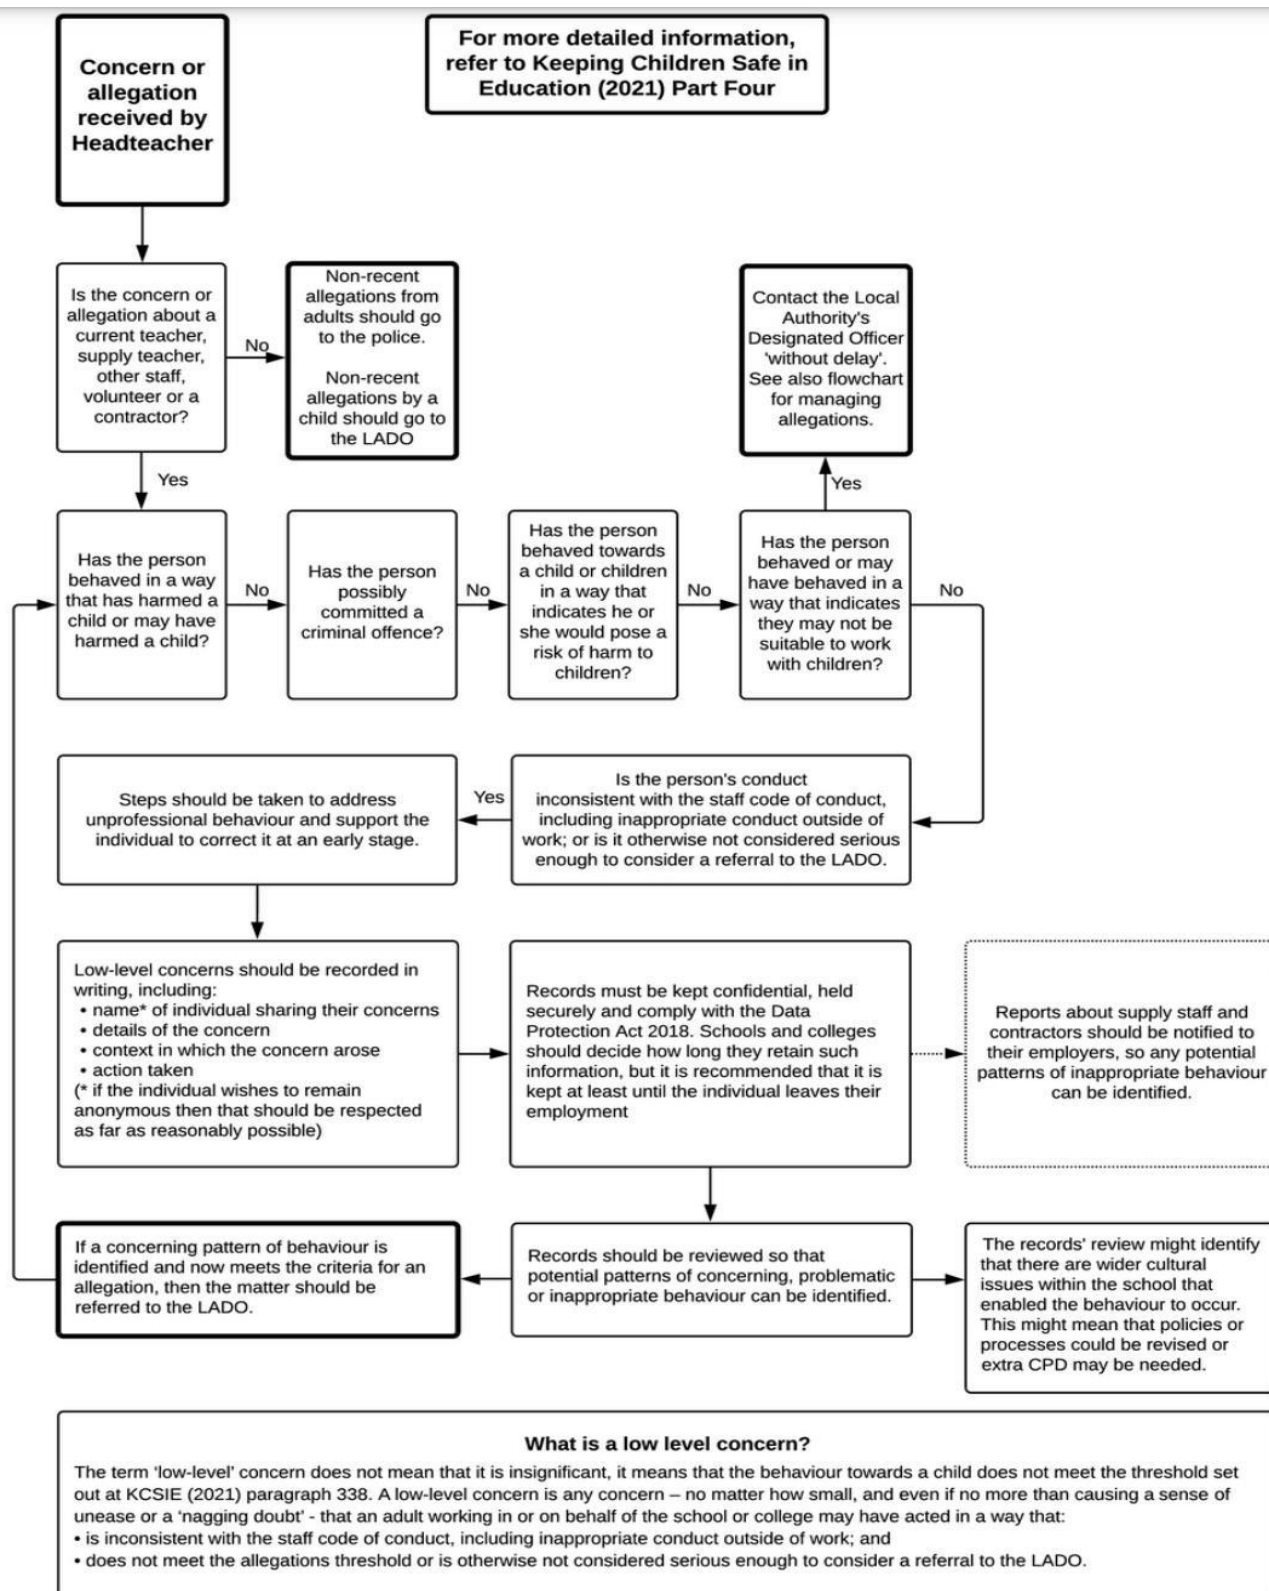 Concern or
allegation
received by
Headteacher
For more detailed information,
refer to Keeping Children Safe in
Education (2021) Part Four
Is the concern or
allegation about a
current teacher,
supply teacher,
other staff,
volunteer or a
contractor?
No
Non-recent
allegations from
adults should go
to the police.
Non-recent
allegations by a
child should go to
the LADO
Contact the Local
Authority's
Designated Officer
'without delay'.
See also flowchart
for managing
allegations.
Yes
Yes
Has the person
behaved in a way
that has harmed a
child or may have
harmed a child?
No
Has the person
possibly
committed a
criminal offence?
No
Has the person
behaved towards
a child or children
in a way that
indicates he or
she would pose a
risk of harm to
children?
No
Has the person
behaved or may
have behaved in a
way that indicates
they may not be
suitable to work
with children?
No
Is the person's conduct
inconsistent with the staff code of conduct,
including inappropriate conduct outside of
work; or is it otherwise not considered serious
enough to consider a referral to the LADO.
Yes
Steps should be taken to address
unprofessional behaviour and support the
individual to correct it at an early stage.
Low-level concerns should be recorded in
writing, including:
• name* of individual sharing their concerns
• details of the concern
• context in which the concern arose
• action taken
(* if the individual wishes to remain
anonymous then that should be respected
as far as reasonably possible)
Records must be kept confidential, held
securely and comply with the Data
Protection Act 2018. Schools and colleges
should decide how long they retain such
information, but it is recommended that it is
kept at least until the individual leaves their
employment
Reports about supply staff and
contractors should be notified to
their employers, so any potential
patterns of inappropriate behaviour
can be identified.
If a concerning pattern of behaviour is
identified and now meets the criteria for an
allegation, then the matter should be
referred to the LADO.
Records should be reviewed so that
potential patterns of concerning, problematic
or inappropriate behaviour can be identified.
The records' review might identify
that there are wider cultural
issues within the school that
enabled the behaviour to occur.
This might mean that policies or
processes could be revised or
extra CPD may be needed.
What is a low level concern?
The term 'low-level' concern does not mean that it is insignificant, it means that the behaviour towards a child does not meet the threshold set
out at KCSIE (2021) paragraph 338. A low-level concern is any concern – no matter how small, and even if no more than causing a sense of
unease or a 'nagging doubt' - that an adult working in or on behalf of the school or college may have acted in a way that:
• is inconsistent with the staff code of conduct, including inappropriate conduct outside of work; and
• does not meet the allegations threshold or is otherwise not considered serious enough to consider a referral to the LADO.